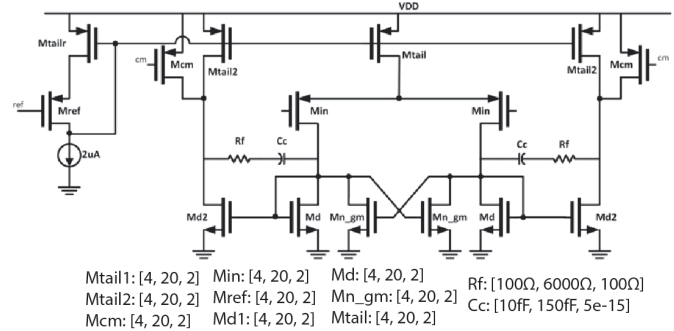 VDD
Mtailr
cm
Mcm
Mtail2
Mtail
Mtail2
Mcm
cm
ref
Mref
Min
Min
2uA
Rf
Cc
Cc
Rf
Md2
Md
Mn_gm
Mn_gm
Md
Md2
Mtail1: [4, 20, 2] Min: [4, 20, 2] Md: [4, 20, 2] Rf: [100Ω, 6000Ω, 100Ω]
Mtail2: [4, 20, 2] Mref: [4, 20, 2] Mn_gm: [4, 20, 2] Cc: [10fF, 150fF, 5e-15]
Mcm: [4, 20, 2] Md1: [4, 20, 2] Mtail: [4, 20, 2]